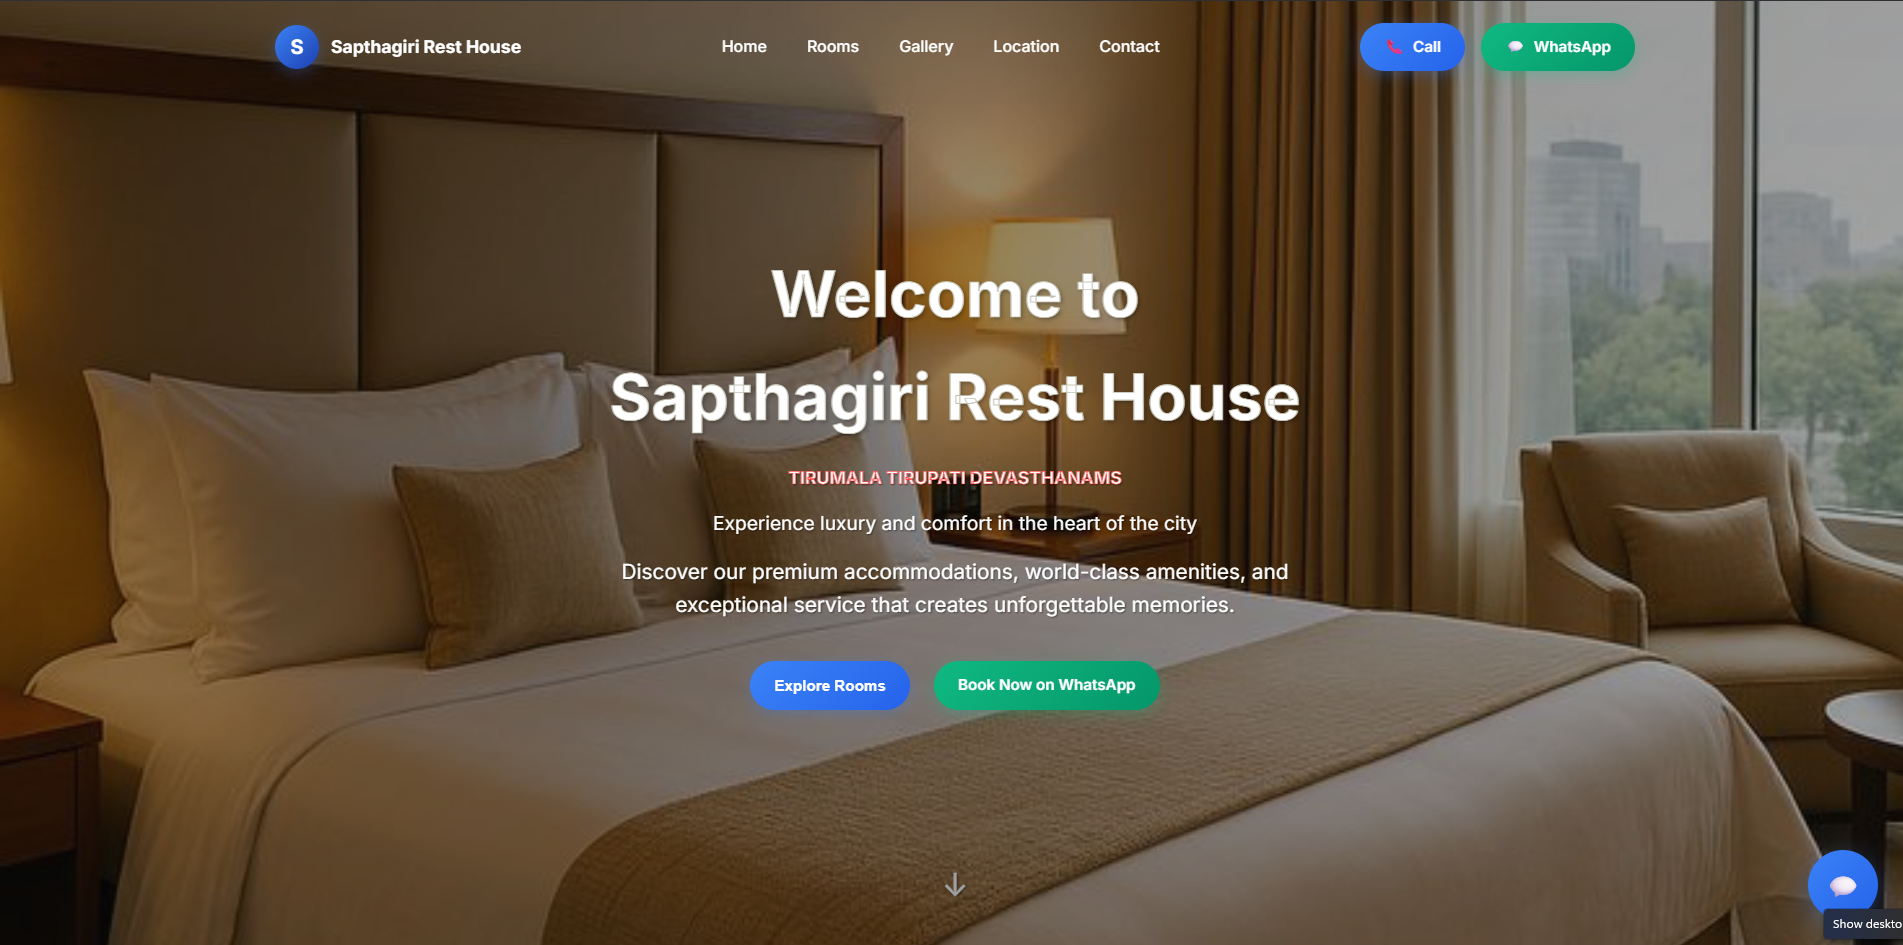 S Sapthagiri Rest House Home Rooms Gallery Location Contact Call WhatsApp
Welcome to
Sapthagiri Rest House
TIRUMALA TIRUPATI DEVASTHANAMS
Experience luxury and comfort in the heart of the city
Discover our premium accommodations, world-class amenities, and
exceptional service that creates unforgettable memories.
Explore Rooms Book Now on WhatsApp
Show deskto